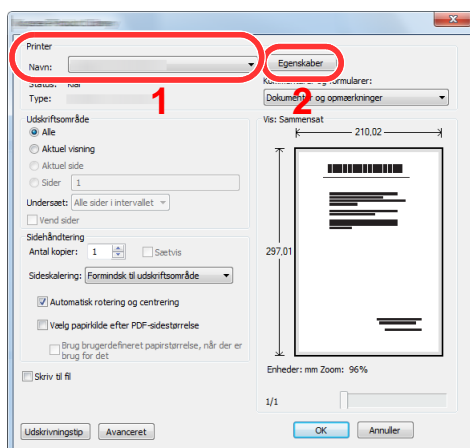 Printer
Navn:
Egenskaber
Status: Klar
Kommentarer og formularer:
Type:
Dokumenter og opmærkninger
1
2
Udskriftsområde
Alle
Aktuel visning
Aktuel side
Sider 1
Undersæt: Alle sider i intervallet
Vend sider
Sidehåndtering
Antal kopier: 1 Sætvis
Sideskalering: Formindsk til udskriftsområde
Automatisk rotering og centrering
Vælg papirkilde efter PDF-sidestørrelse
Brug brugerdefineret papirstørrelse, når der er
brug for det
Skriv til fil
Vis: Sammensat
210,02
297,01
Enheder: mm Zoom: 96%
1/1
Udskrivningstip Avanceret OK Annuller